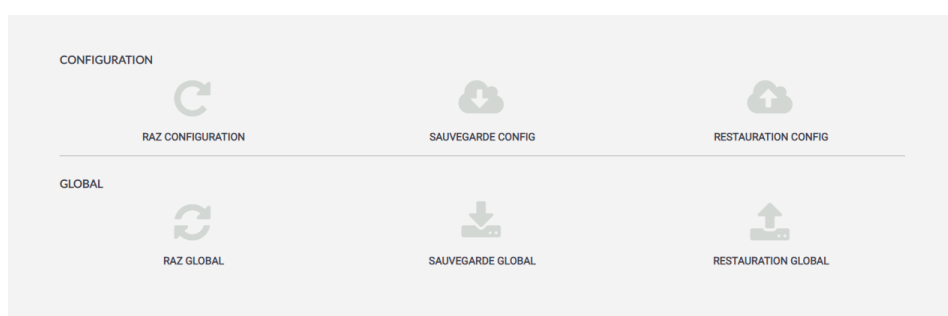 CONFIGURATION
RAZ CONFIGURATION SAUVEGARDE CONFIG RESTAURATION CONFIG
GLOBAL
RAZ GLOBAL SAUVEGARDE GLOBAL RESTAURATION GLOBAL